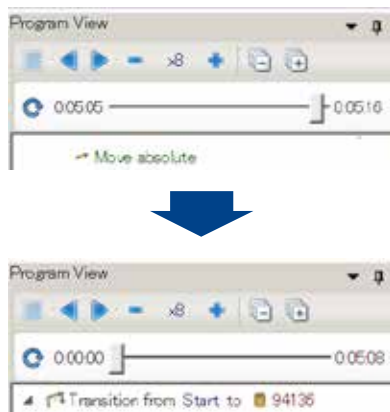 Program View
x8
0:05:05 0:05:16
Move absolute
Program View
x8
0:00:00 0:05:08
Transition from Start to 94136